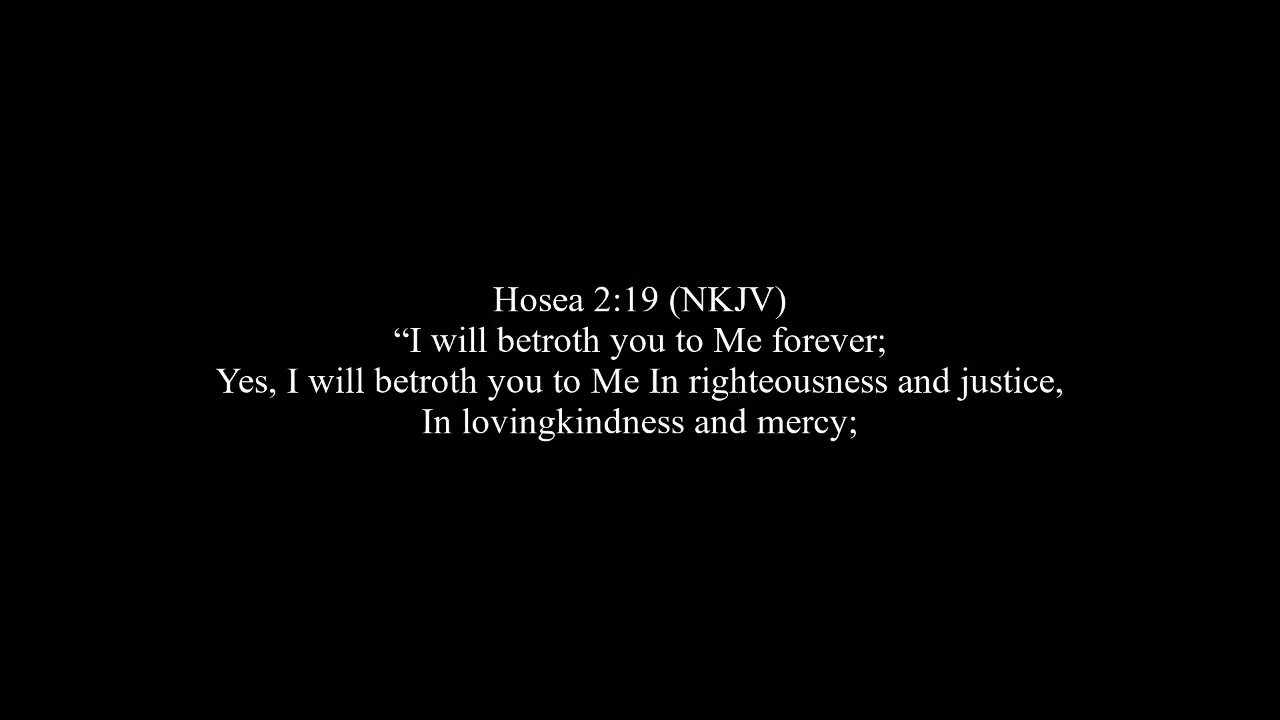 Hosea 2:19 (NKJV)
“I will betroth you to Me forever;
Yes, I will betroth you to Me In righteousness and justice,
In lovingkindness and mercy;